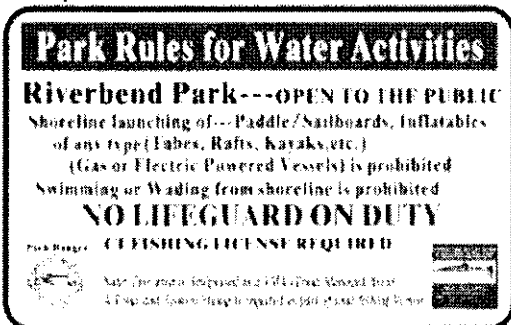 Park Rules for Water Activities
Riverbend Park---OPEN TO THE PUBLIC
Shoreline launching of---Paddle/Sailboards, Inflatables
of any type(Tubes, Rafts, Kayaks,etc.)
(Gas or Electric Powered Vessels) is prohibited
Swimming or Wading from shoreline is prohibited
NO LIFEGUARD ON DUTY
Park Ranger
CT FISHING LICENSE REQUIRED